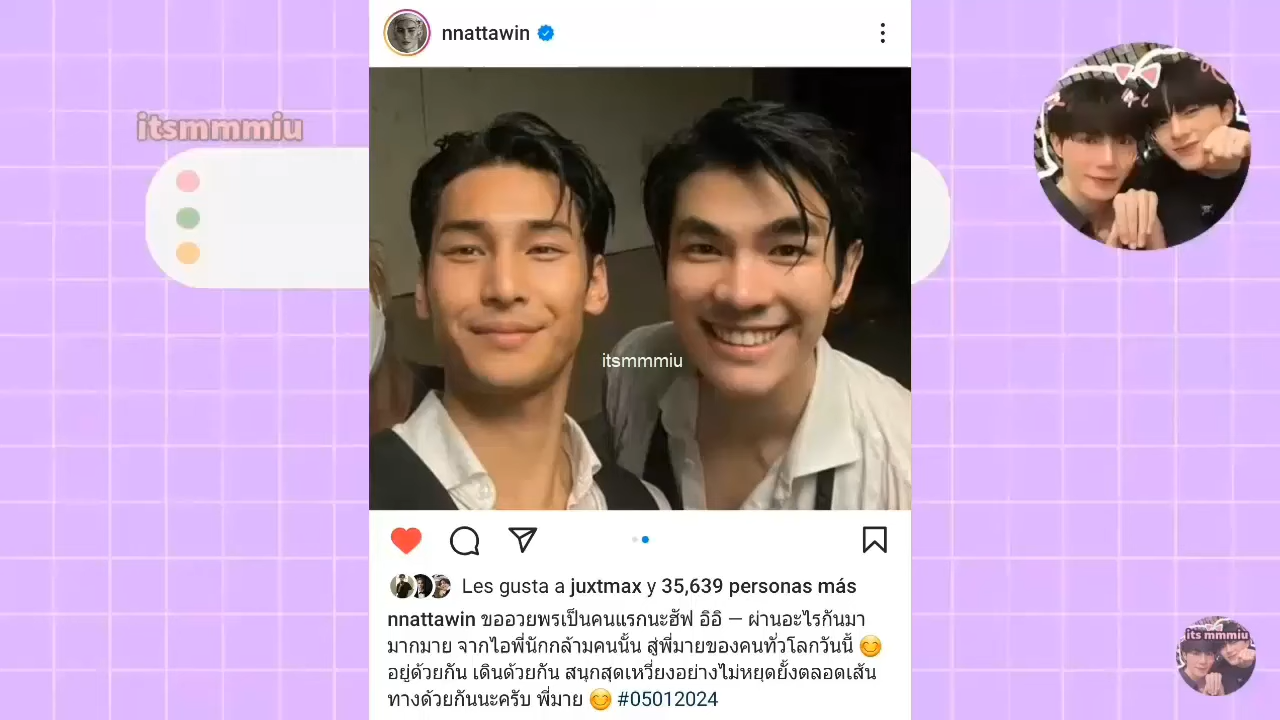 nnattawin
itsmmmiu
itsmmmiu
Les gusta a juxtmax y 35,639 personas más
nnattawin ขออวยพรเป็นคนแรกนะฮัฟ อิอิ — ผ่านอะไรกันมา
มากมาย จากไอพี่นักกล้ามคนนั้น สู่พี่มายของคนทั่วโลกวันนี้ 😊
อยู่ด้วยกัน เดินด้วยกัน สนุกสุดเหวี่ยงอย่างไม่หยุดยั้งตลอดเส้น
ทางด้วยกันนะครับ พี่มาย 😊 #05012024
its mmmiu